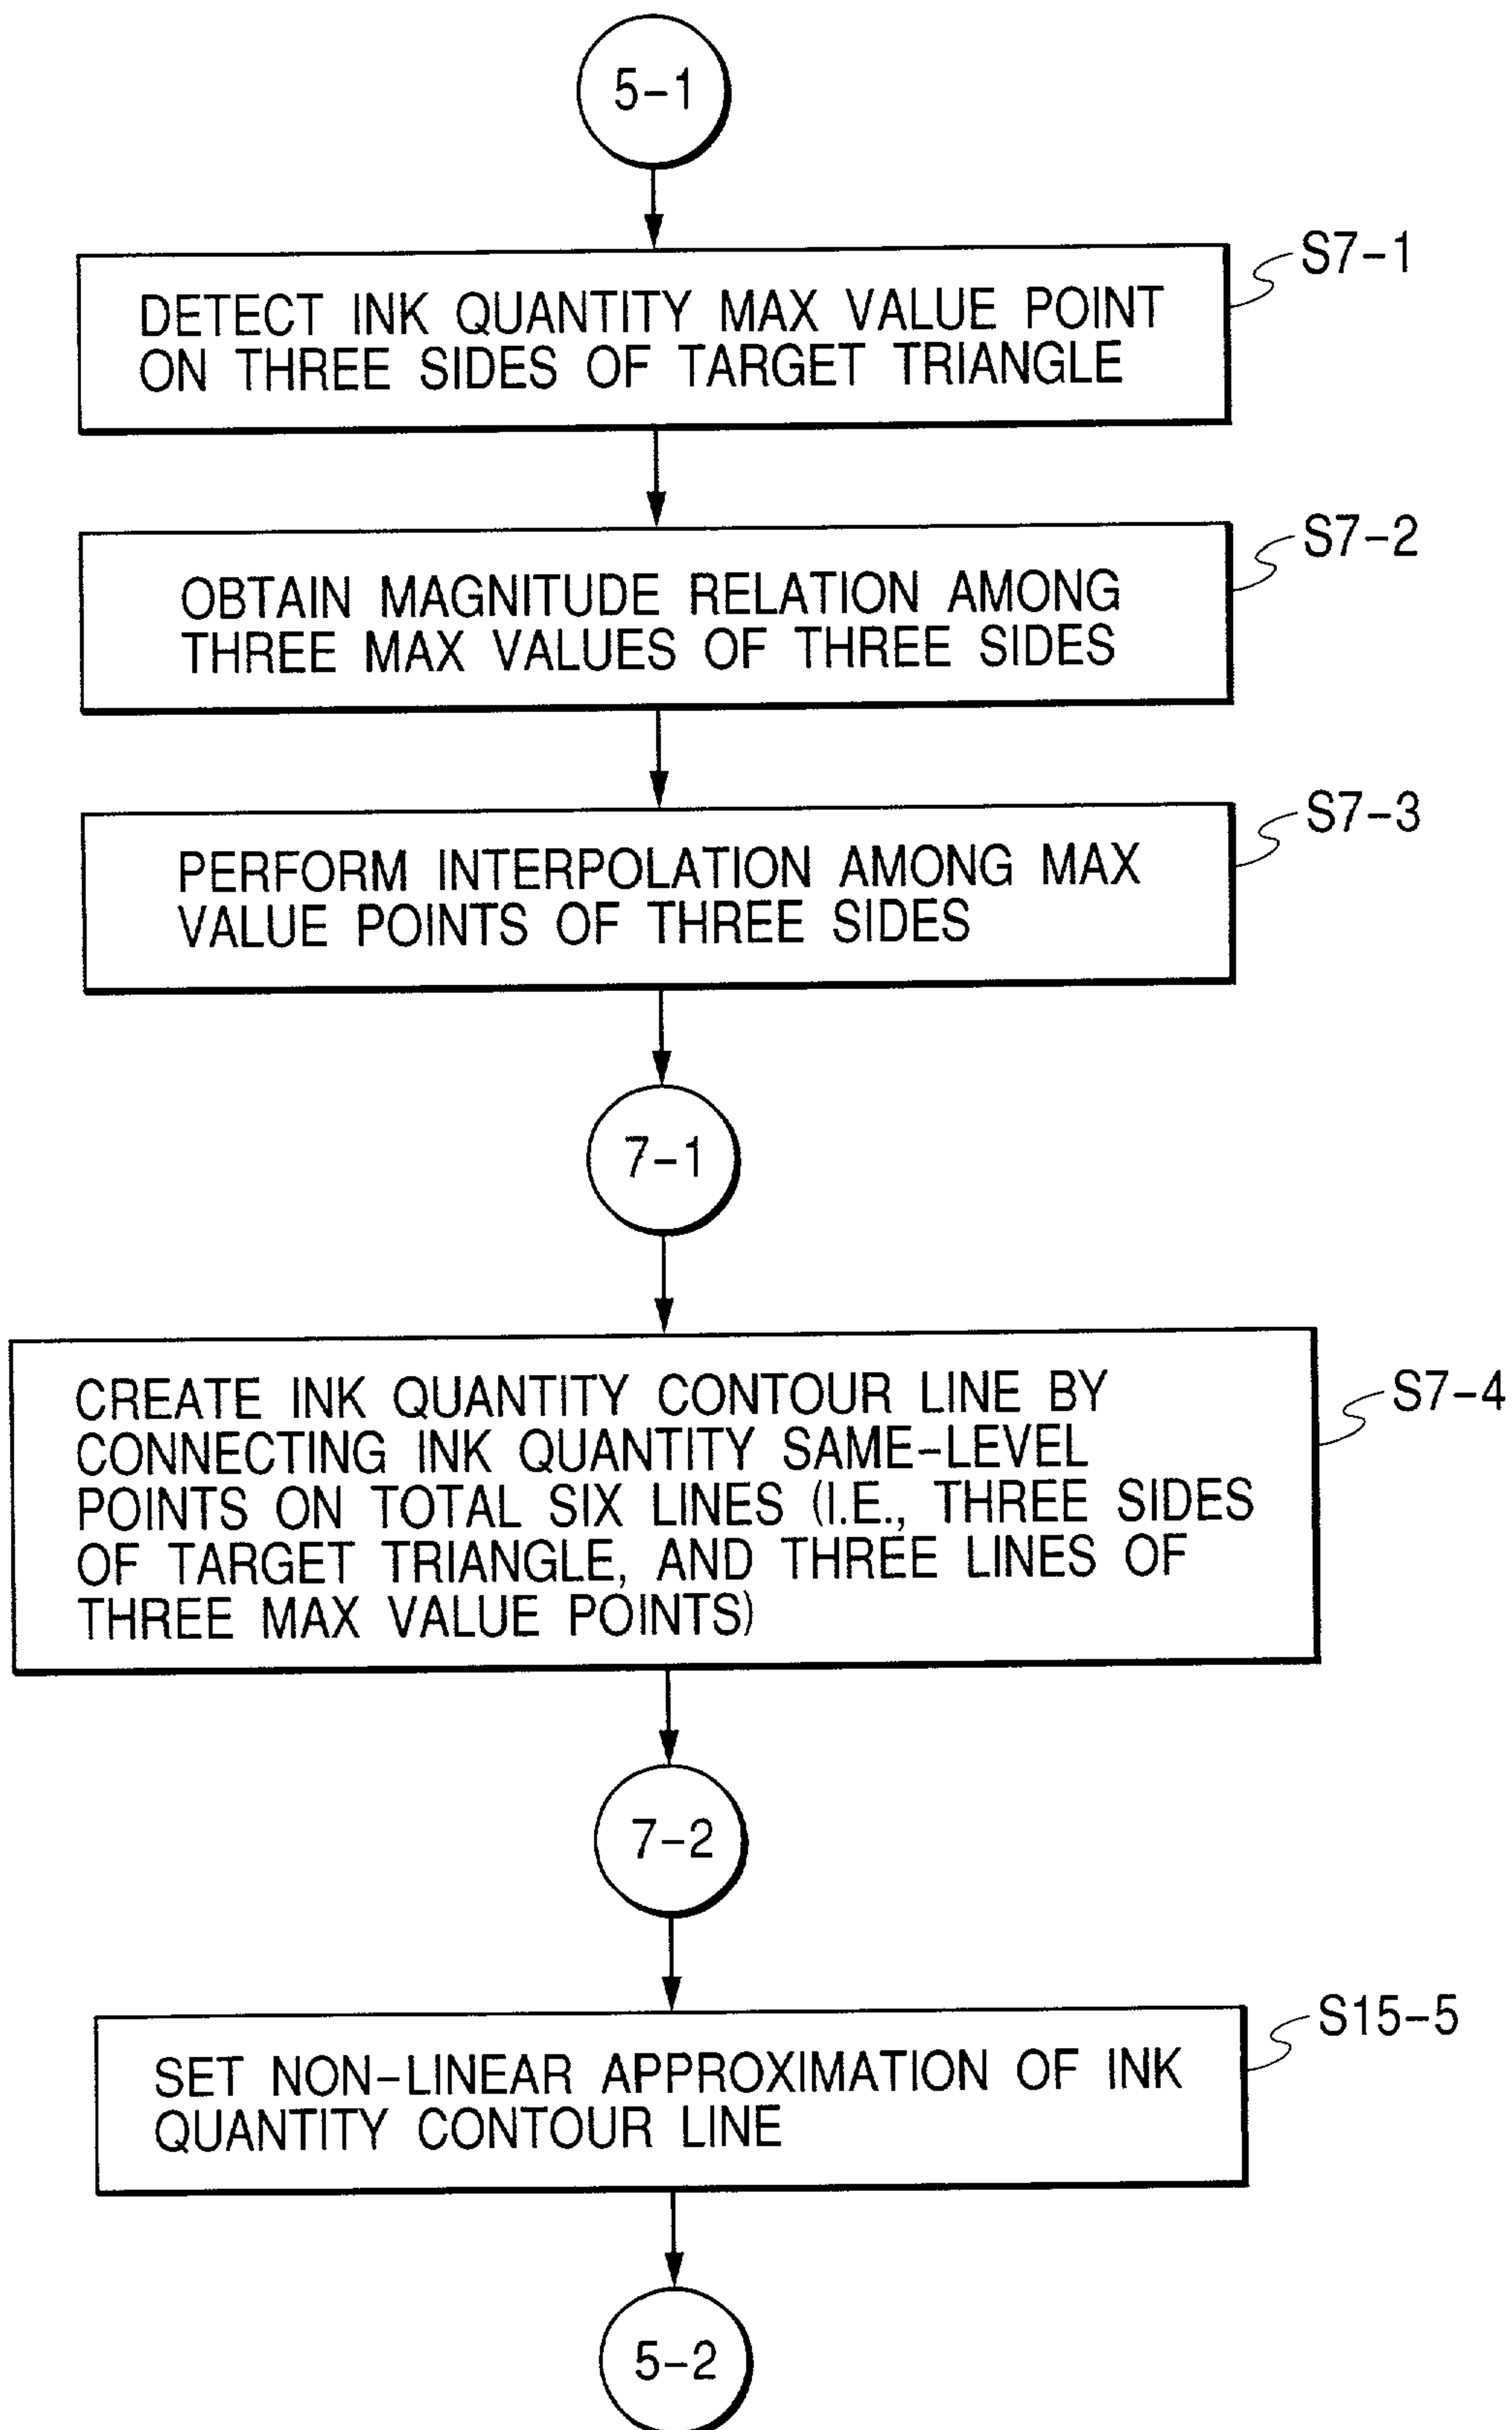 5-1
S7-1
DETECT INK QUANTITY MAX VALUE POINT
ON THREE SIDES OF TARGET TRIANGLE
S7-2
OBTAIN MAGNITUDE RELATION AMONG
THREE MAX VALUES OF THREE SIDES
S7-3
PERFORM INTERPOLATION AMONG MAX
VALUE POINTS OF THREE SIDES
7-1
S7-4
CREATE INK QUANTITY CONTOUR LINE BY
CONNECTING INK QUANTITY SAME-LEVEL
POINTS ON TOTAL SIX LINES (I.E., THREE SIDES
OF TARGET TRIANGLE, AND THREE LINES OF
THREE MAX VALUE POINTS)
7-2
S15-5
SET NON-LINEAR APPROXIMATION OF INK
QUANTITY CONTOUR LINE
5-2